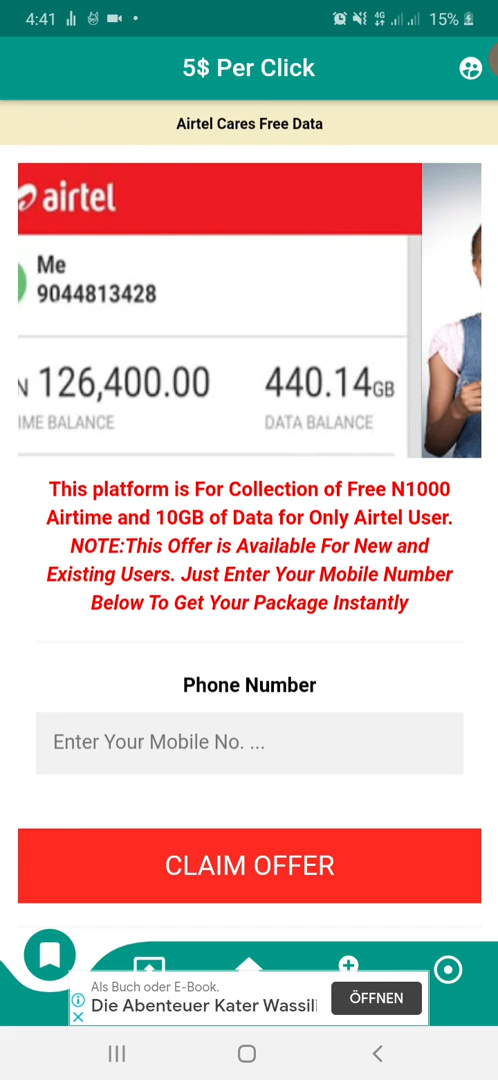 4:41
4G
15%
5$ Per Click
Airtel Cares Free Data
airtel
Me
9044813428
N 126,400.00 440.14GB
IME BALANCE DATA BALANCE
This platform is For Collection of Free N1000
Airtime and 10GB of Data for Only Airtel User.
NOTE:This Offer is Available For New and
Existing Users. Just Enter Your Mobile Number
Below To Get Your Package Instantly
Phone Number
Enter Your Mobile No. ...
CLAIM OFFER
Als Buch oder E-Book.
Die Abenteuer Kater Wassili
ÖFFNEN